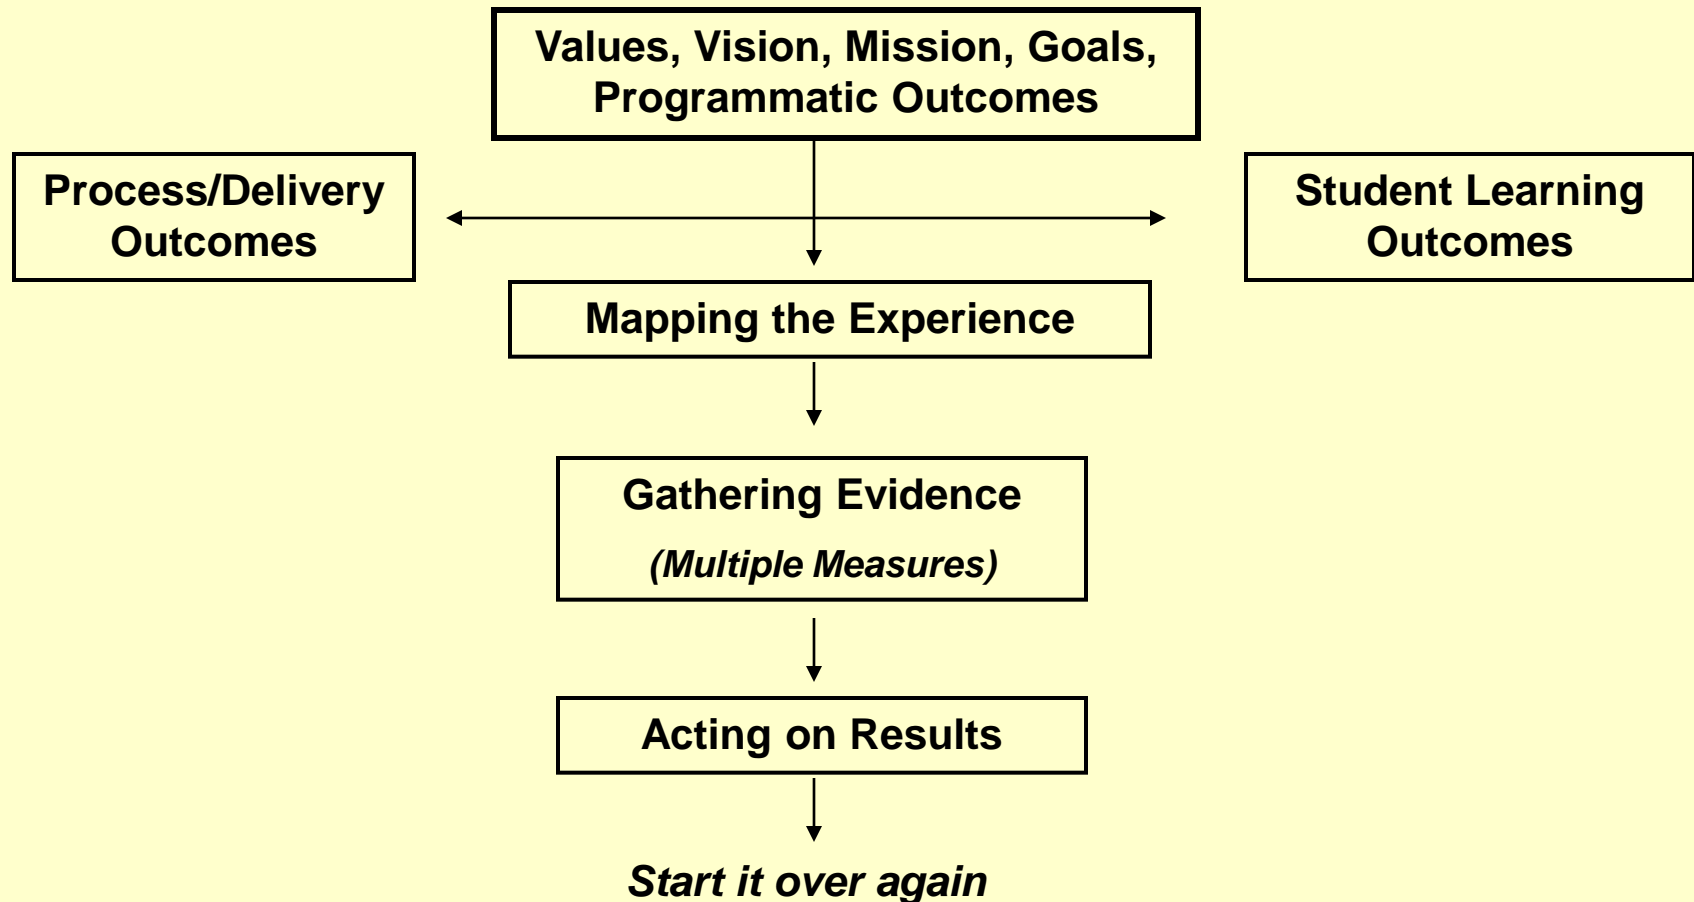 Values, Vision, Mission, Goals,
Programmatic Outcomes
Process/Delivery
Outcomes
Student Learning
Outcomes
Mapping the Experience
Gathering Evidence
(Multiple Measures)
Acting on Results
Start it over again